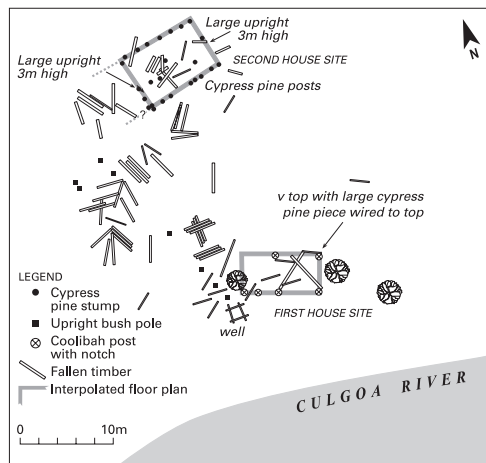 Large upright
3m high
N
SECOND HOUSE SITE
Large upright
3m high
Cypress pine posts
?
v top with large cypress
pine piece wired to top
LEGEND
Cypress
pine stump
Upright bush pole
Coolibah post
with notch
Fallen timber
Interpolated floor plan
well
FIRST HOUSE SITE
CULGOA RIVER
0 10m